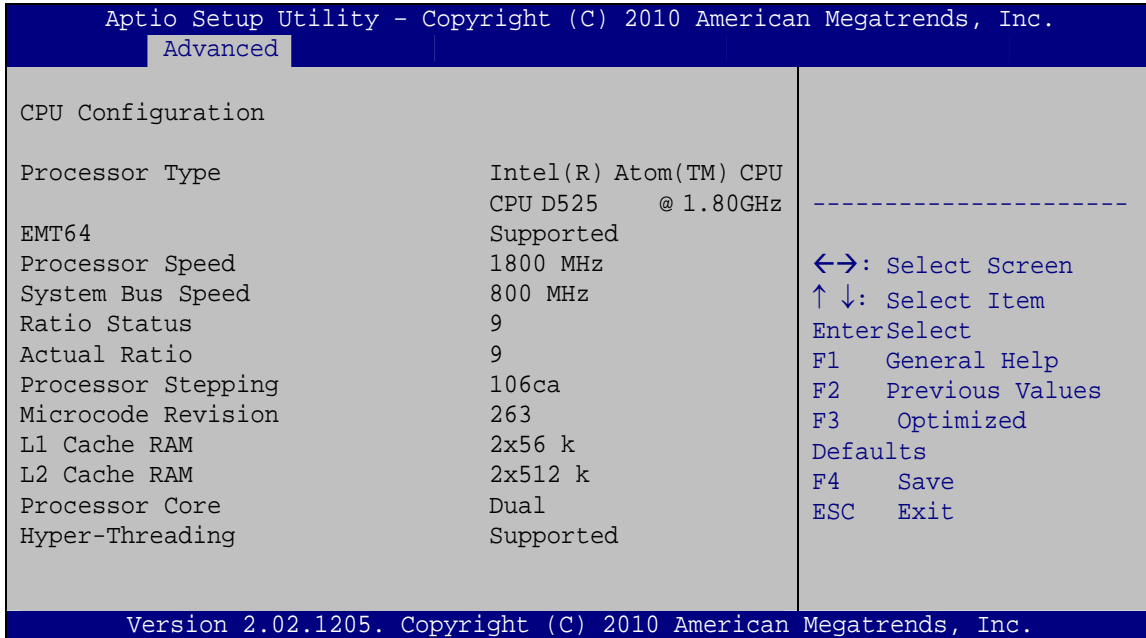 Aptio Setup Utility – Copyright (C) 2010 American Megatrends, Inc.
Advanced
CPU Configuration
Processor Type Intel(R) Atom(TM) CPU
CPU D525 @ 1.80GHz
EMT64 Supported
Processor Speed 1800 MHz
System Bus Speed 800 MHz
Ratio Status 9
Actual Ratio 9
Processor Stepping 106ca
Microcode Revision 263
L1 Cache RAM 2x56 k
L2 Cache RAM 2x512 k
Processor Core Dual
Hyper-Threading Supported
----------------------
←→: Select Screen
↑ ↓: Select Item
EnterSelect
F1 General Help
F2 Previous Values
F3 Optimized
Defaults
F4 Save
ESC Exit
Version 2.02.1205. Copyright (C) 2010 American Megatrends, Inc.